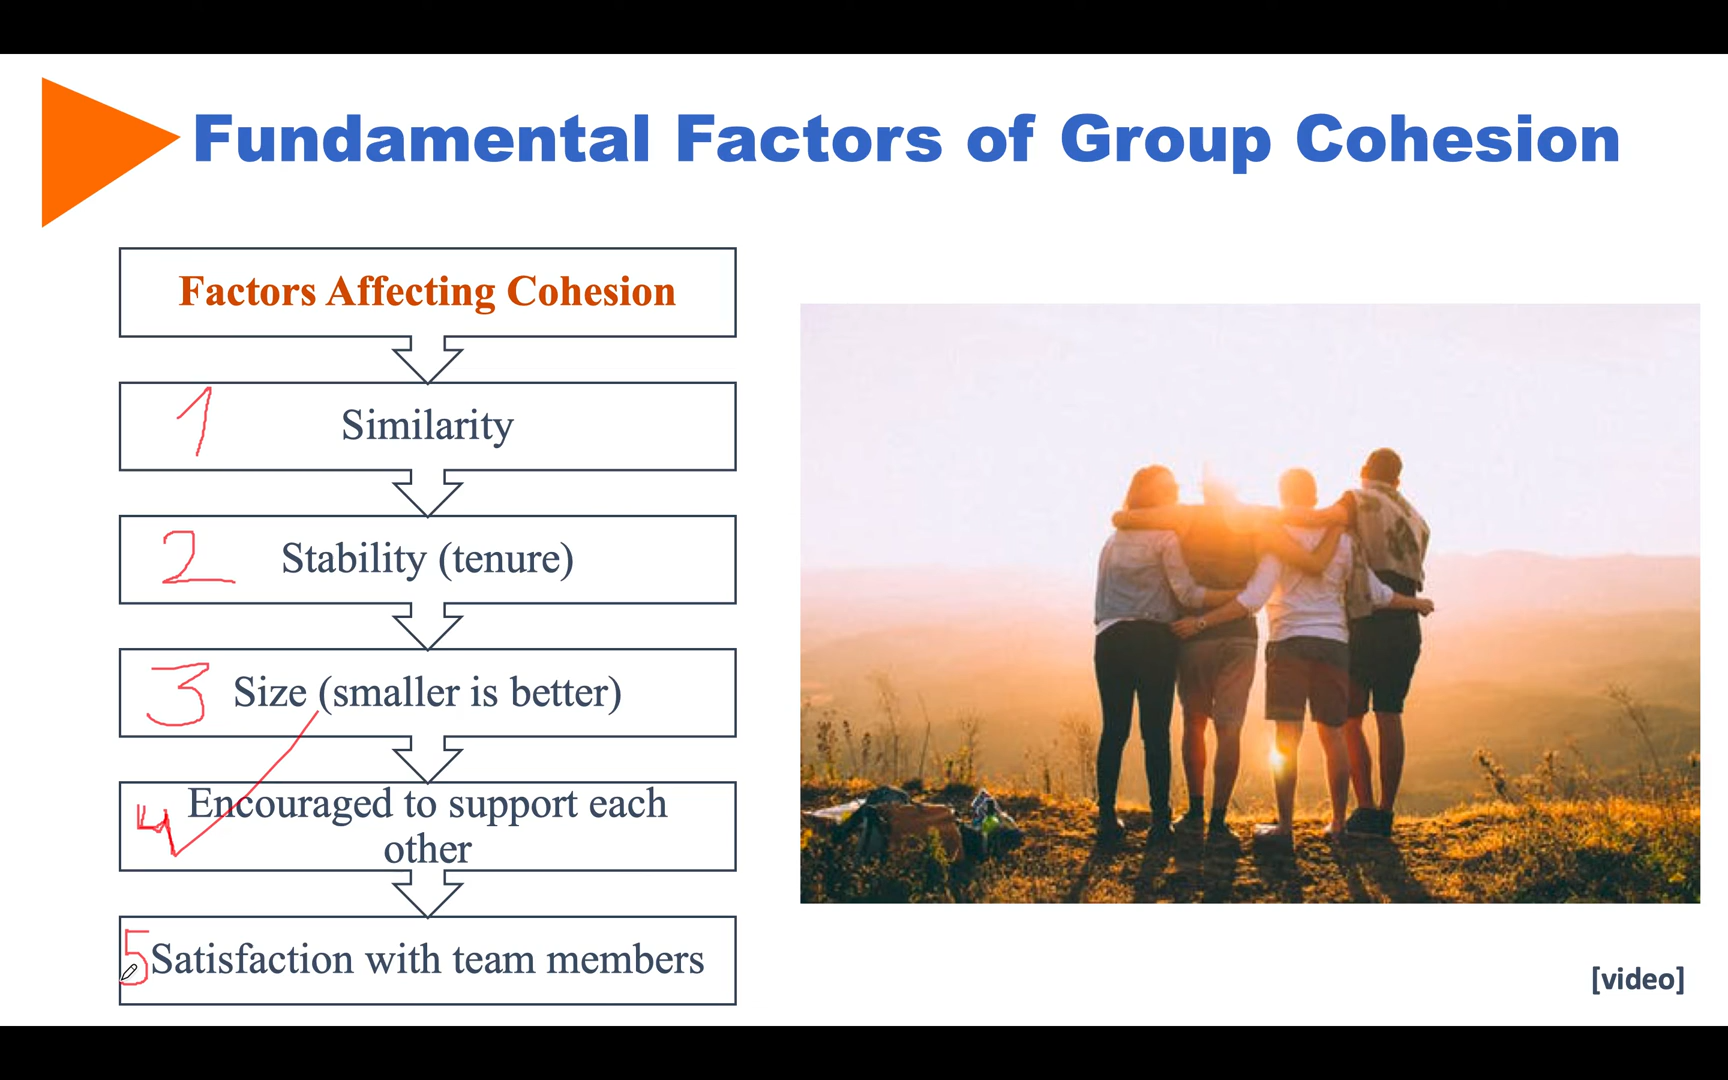 Fundamental Factors of Group Cohesion
Factors Affecting Cohesion
1 Similarity
2 Stability (tenure)
3 Size (smaller is better)
4 Encouraged to support each
other
5 Satisfaction with team members
[video]